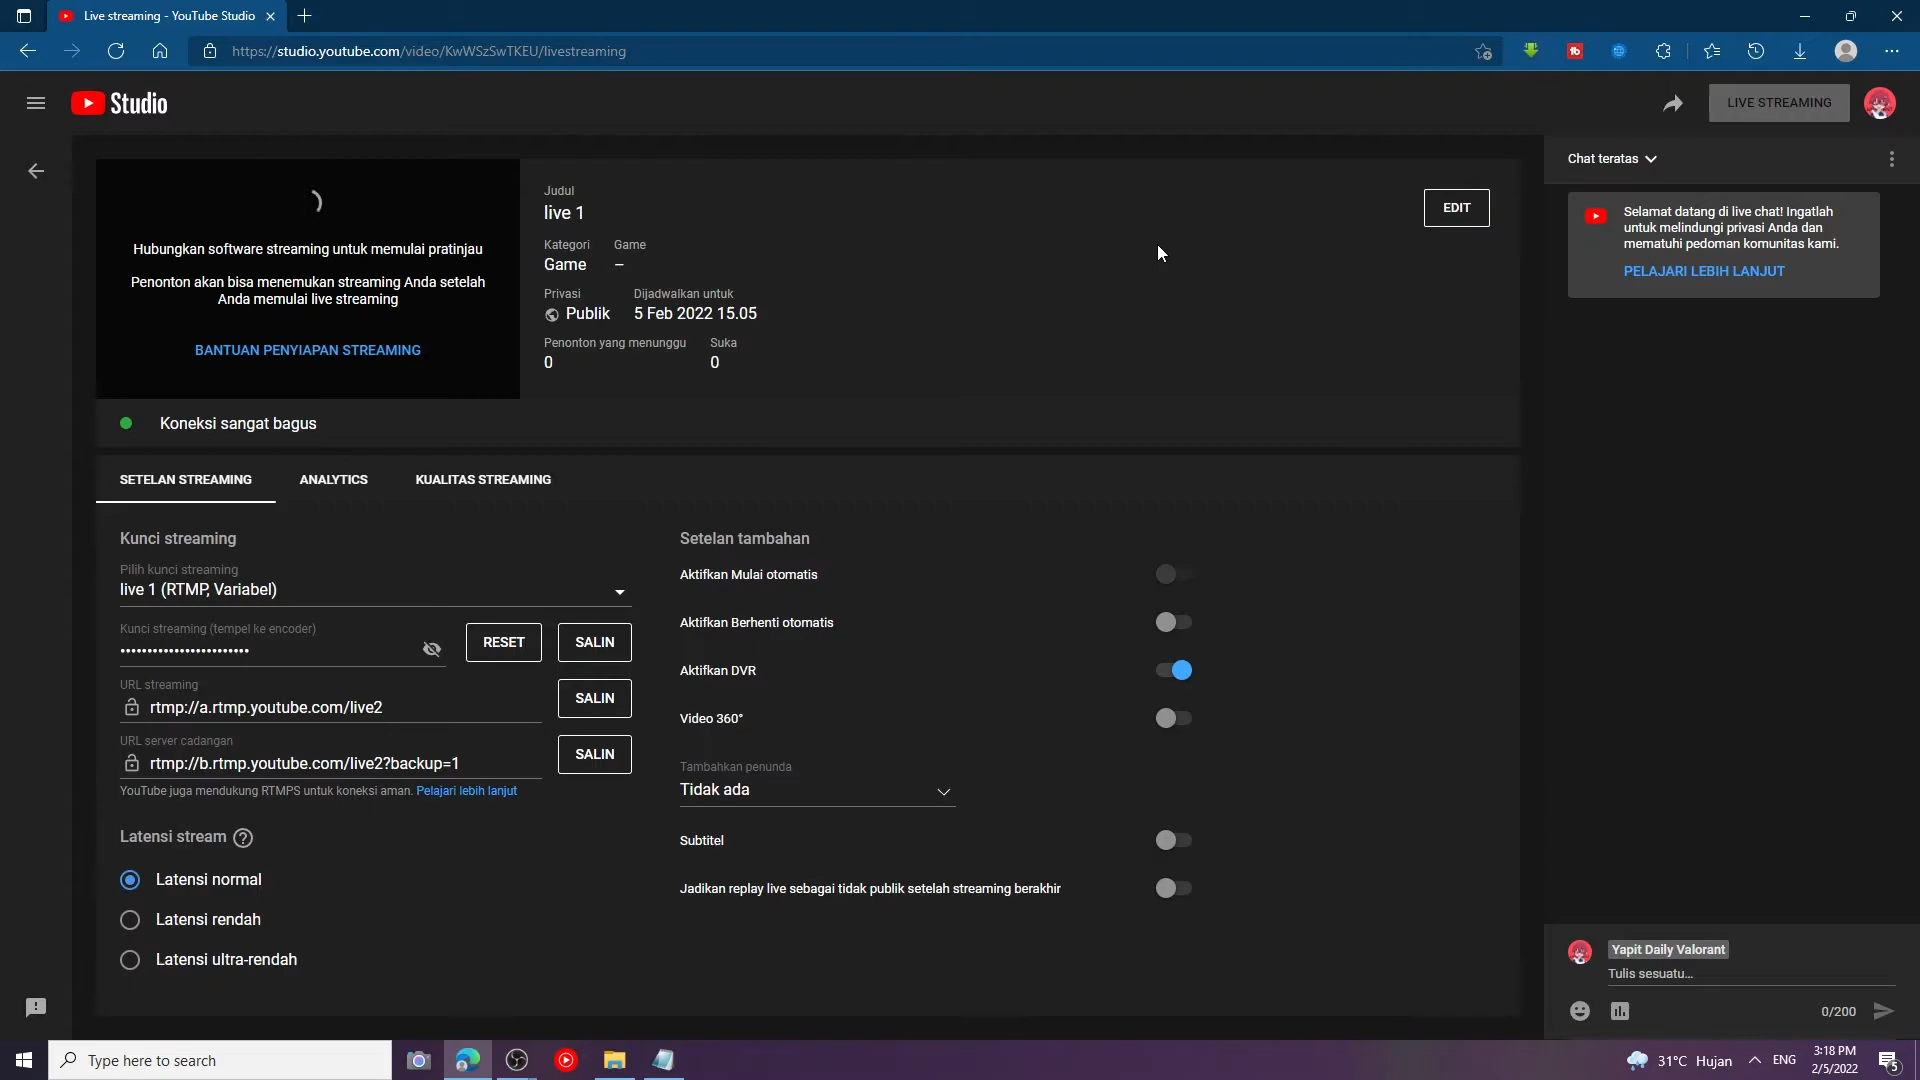 Live streaming - YouTube Studio
https://studio.youtube.com/video/KwWSzSwTKEU/livestreaming
Studio
LIVE STREAMING
Hubungkan software streaming untuk memulai pratinjau
Penonton akan bisa menemukan streaming Anda setelah
Anda memulai live streaming
BANTUAN PENYIAPAN STREAMING
Judul
live 1
EDIT
Kategori Game
Game –
Privasi Dijadwalkan untuk
Publik 5 Feb 2022 15.05
Penonton yang menunggu Suka
0 0
Koneksi sangat bagus
SETELAN STREAMING ANALYTICS KUALITAS STREAMING
Kunci streaming
Pilih kunci streaming
live 1 (RTMP, Variabel)
Kunci streaming (tempel ke encoder)
••••••••••••••••••••••••
RESET SALIN
URL streaming
rtmp://a.rtmp.youtube.com/live2
SALIN
URL server cadangan
rtmp://b.rtmp.youtube.com/live2?backup=1
SALIN
YouTube juga mendukung RTMPS untuk koneksi aman. Pelajari lebih lanjut
Latensi stream ?
Latensi normal
Latensi rendah
Latensi ultra-rendah
Setelan tambahan
Aktifkan Mulai otomatis
Aktifkan Berhenti otomatis
Aktifkan DVR
Video 360°
Tambahkan penunda
Tidak ada
Subtitel
Jadikan replay live sebagai tidak publik setelah streaming berakhir
Chat teratas
Selamat datang di live chat! Ingatlah
untuk melindungi privasi Anda dan
mematuhi pedoman komunitas kami.
PELAJARI LEBIH LANJUT
Yapit Daily Valorant
Tulis sesuatu...
0/200
Type here to search
31°C Hujan
ENG
3:18 PM
2/5/2022
5